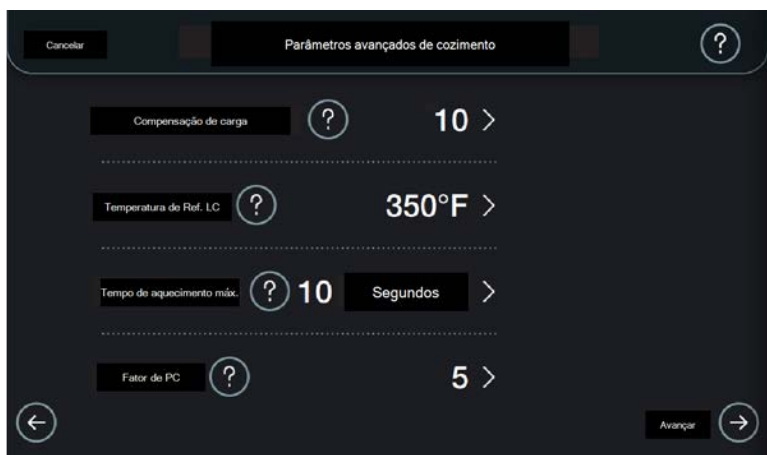 Cancelar
Parâmetros avançados de cozimento
?
Compensação de carga ? 10 >
Temperatura de Ref. LC ? 350°F >
Tempo de aquecimento máx. ? 10 Segundos >
Fator de PC ? 5 >
Avançar